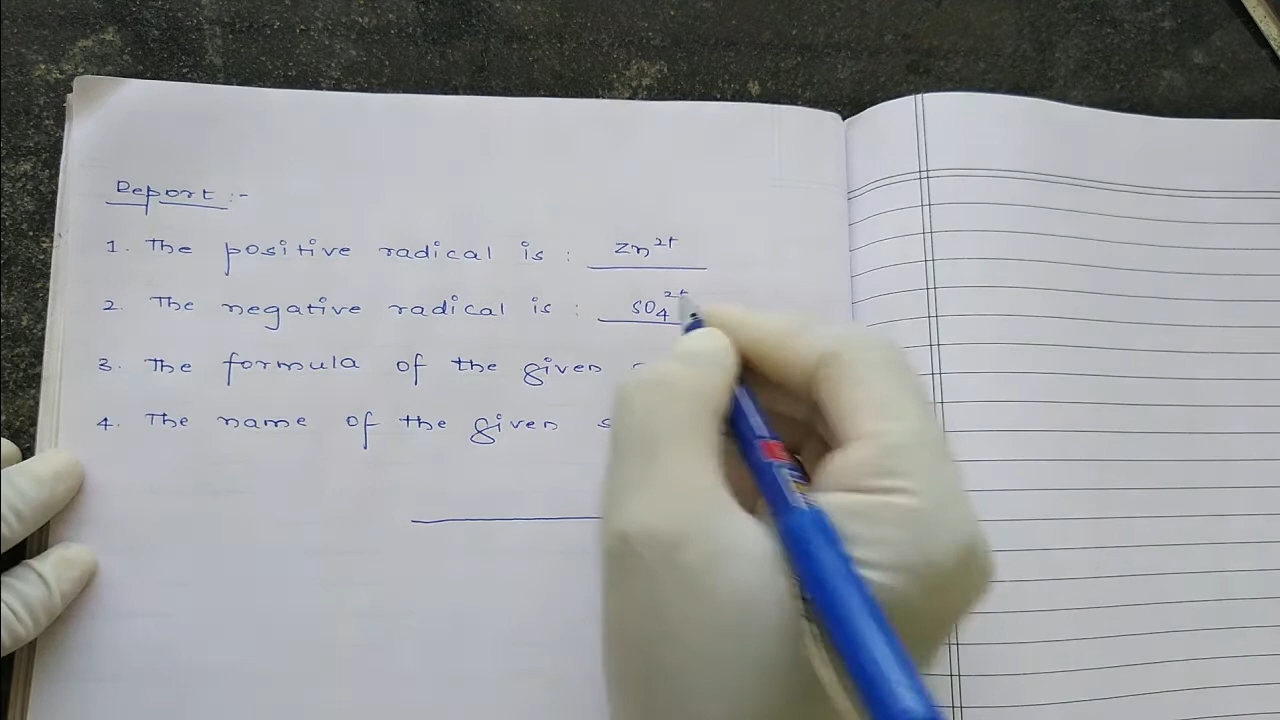 Report :-
1. The positive radical is : Zn²⁺
2. The negative radical is : SO₄²⁺
3. The formula of the given
4. The name of the given